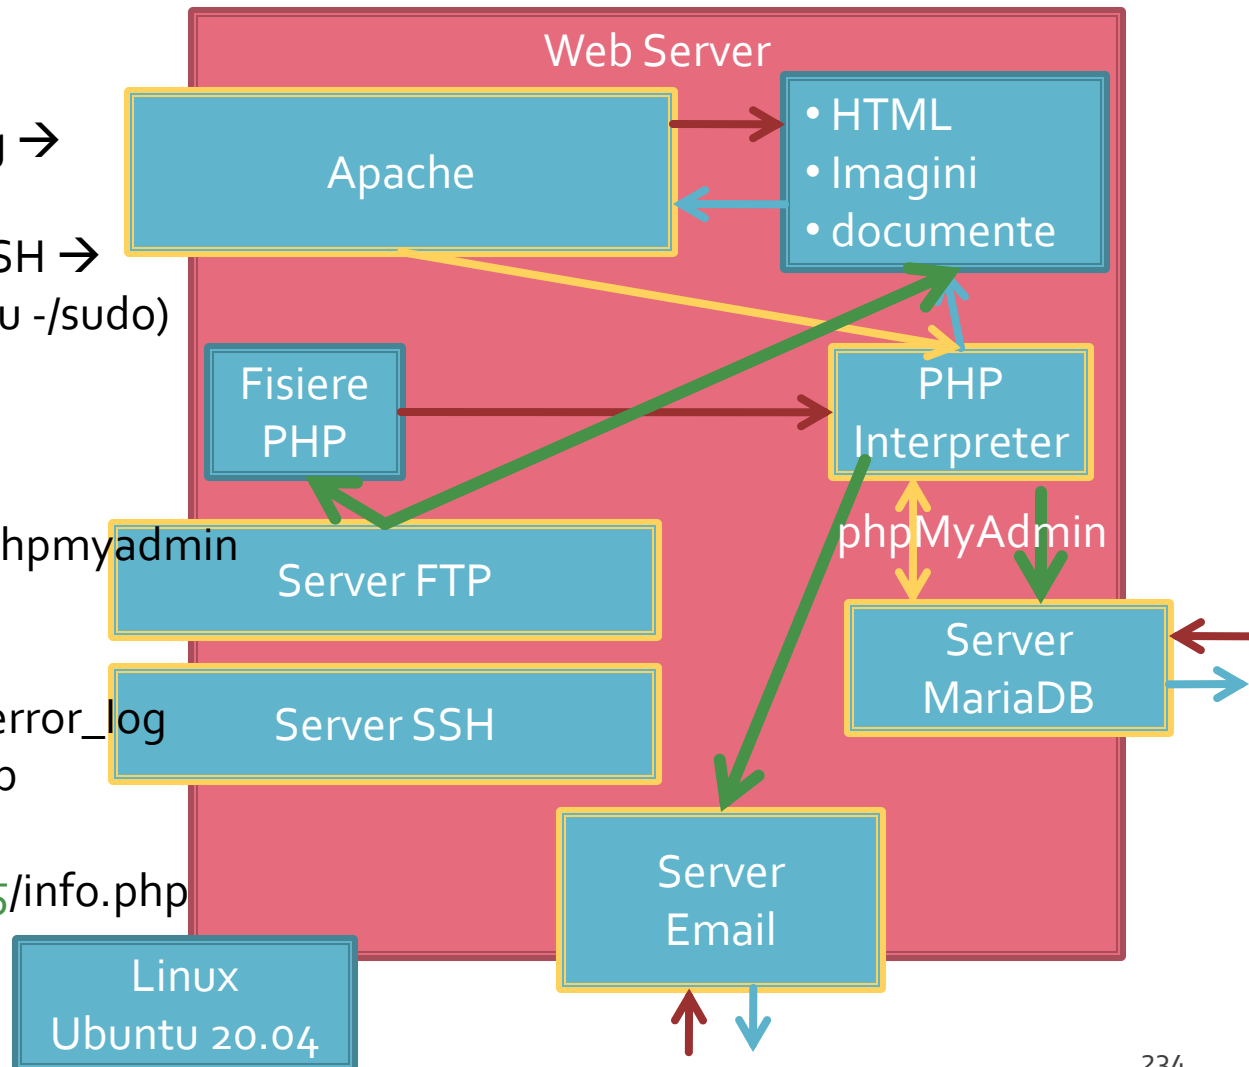 Web Server
Apache
• HTML
• Imagini
• documente
→
SH →
u -/sudo)
Fisiere
PHP
PHP
Interpreter
hpmyadmin
phpMyAdmin
Server FTP
Server
MariaDB
error_log
Server SSH
/info.php
Server
Email
Linux
Ubuntu 20.04
234